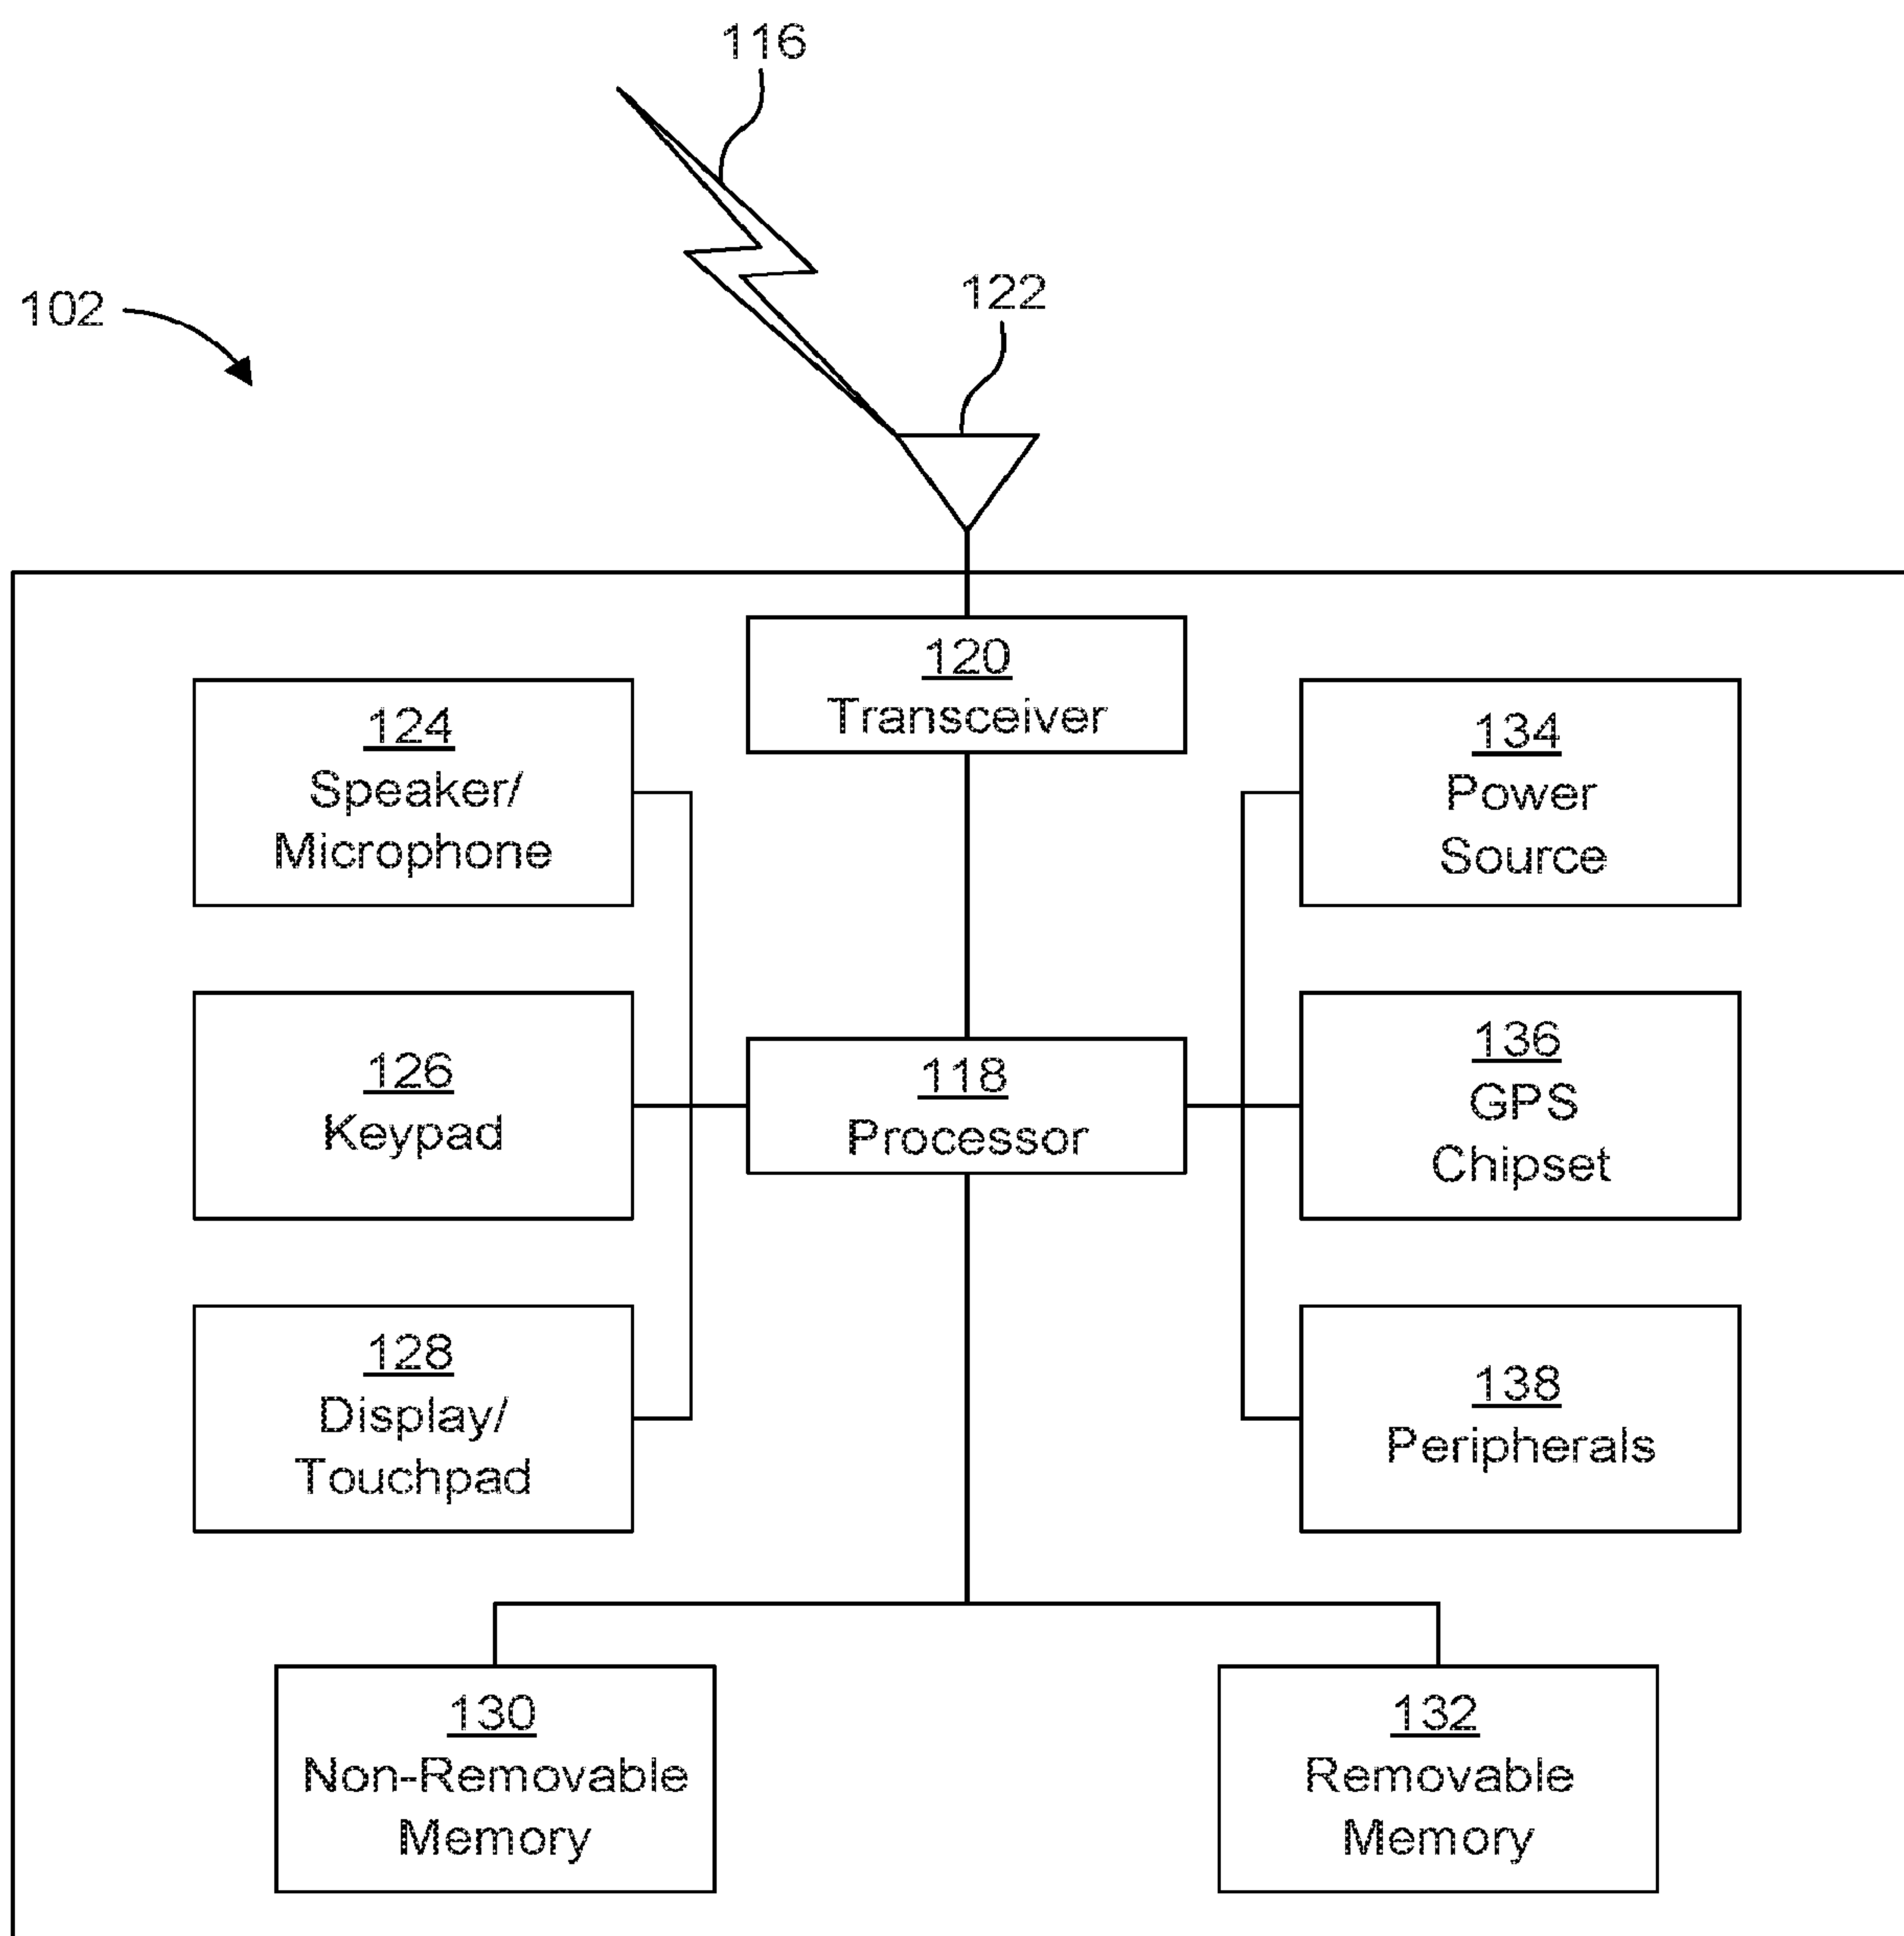 116
122
102
120
Transceiver
124
Speaker/
Microphone
134
Power
Source
126
Keypad
118
Processor
136
GPS
Chipset
128
Display/
Touchpad
138
Peripherals
130
Non-Removable
Memory
132
Removable
Memory